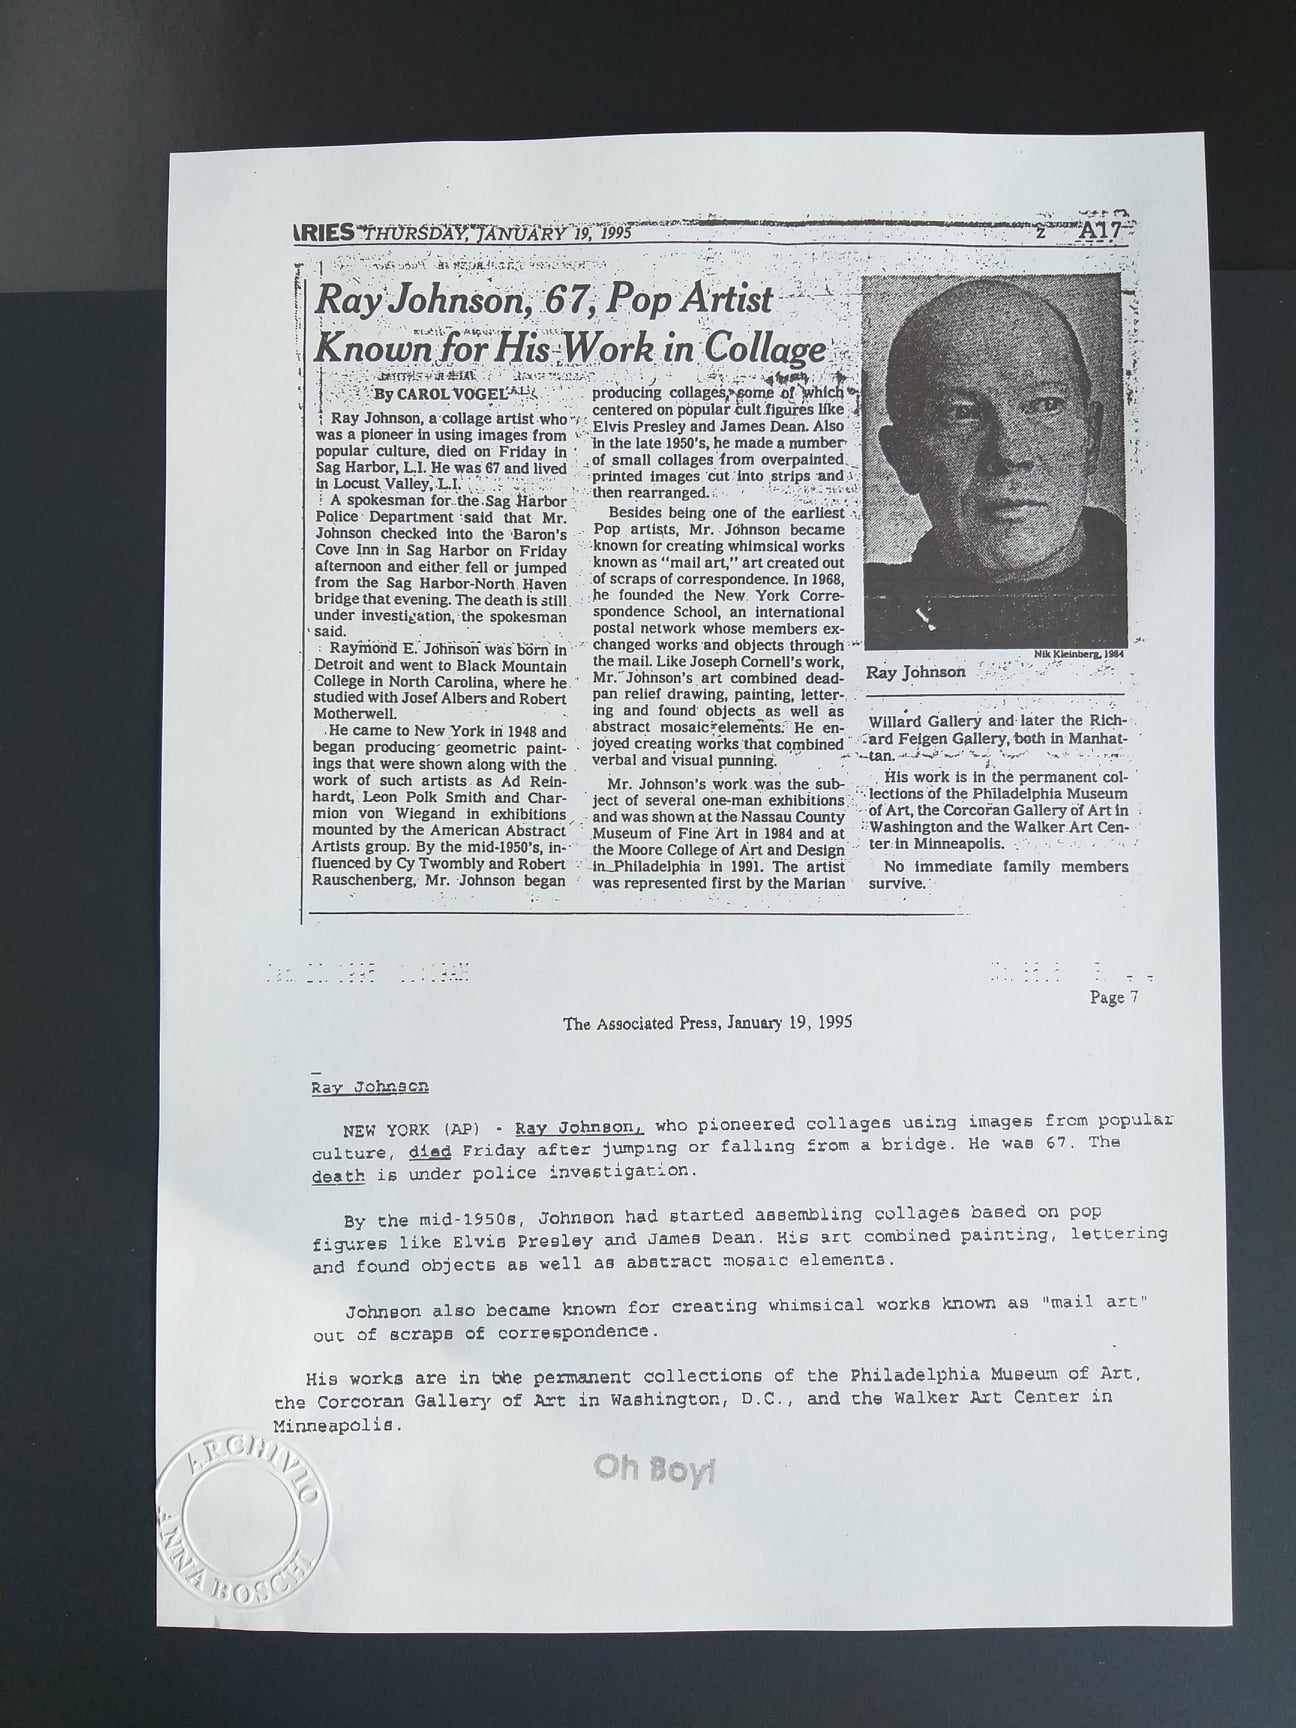 ARIES THURSDAY, JANUARY 19, 1995
z A17
Ray Johnson, 67, Pop Artist
Known for His Work in Collage
By CAROL VOGEL
Ray Johnson, a collage artist who
was a pioneer in using images from
popular culture, died on Friday in
Sag Harbor, L.I. He was 67 and lived
in Locust Valley, L.I.
A spokesman for the Sag Harbor
Police Department said that Mr.
Johnson checked into the Baron's
Cove Inn in Sag Harbor on Friday
afternoon and either fell or jumped
from the Sag Harbor-North Haven
bridge that evening. The death is still
under investigation, the spokesman
said.
Raymond E. Johnson was born in
Detroit and went to Black Mountain
College in North Carolina, where he
studied with Josef Albers and Robert
Motherwell.
He came to New York in 1948 and
began producing geometric paint-
ings that were shown along with the
work of such artists as Ad Rein-
hardt, Leon Polk Smith and Char-
mion von Wiegand in exhibitions
mounted by the American Abstract
Artists group. By the mid-1950's, in-
fluenced by Cy Twombly and Robert
Rauschenberg, Mr. Johnson began
producing collages, some of which
centered on popular cult figures like
Elvis Presley and James Dean. Also
in the late 1950's, he made a number
of small collages from overpainted
printed images cut into strips and
then rearranged.
Besides being one of the earliest
Pop artists, Mr. Johnson became
known for creating whimsical works
known as "mail art," art created out
of scraps of correspondence. In 1968,
he founded the New York Corre-
spondence School, an international
postal network whose members ex-
changed works and objects through
the mail. Like Joseph Cornell's work,
Mr. Johnson's art combined dead-
pan relief drawing, painting, letter-
ing and found objects as well as
abstract mosaic elements. He en-
joyed creating works that combined
verbal and visual punning.
Mr. Johnson's work was the sub-
ject of several one-man exhibitions
and was shown at the Nassau County
Museum of Fine Art in 1984 and at
the Moore College of Art and Design
in Philadelphia in 1991. The artist
was represented first by the Marian
Nik Kleinberg, 1984
Ray Johnson
Willard Gallery and later the Rich-
ard Feigen Gallery, both in Manhat-
tan.
His work is in the permanent col-
lections of the Philadelphia Museum
of Art, the Corcoran Gallery of Art in
Washington and the Walker Art Cen-
ter in Minneapolis.
No immediate family members
survive.
Page 7
The Associated Press, January 19, 1995
Ray Johnson
NEW YORK (AP) - Ray Johnson, who pioneered collages using images from popular
culture, died Friday after jumping or falling from a bridge. He was 67. The
death is under police investigation.
By the mid-1950s, Johnson had started assembling collages based on pop
figures like Elvis Presley and James Dean. His art combined painting, lettering
and found objects as well as abstract mosaic elements.
Johnson also became known for creating whimsical works known as "mail art"
out of scraps of correspondence.
His works are in the permanent collections of the Philadelphia Museum of Art,
the Corcoran Gallery of Art in Washington, D.C., and the Walker Art Center in
Minneapolis.
Oh Boy!
ARCHIVIO
ANNA BOSCHI